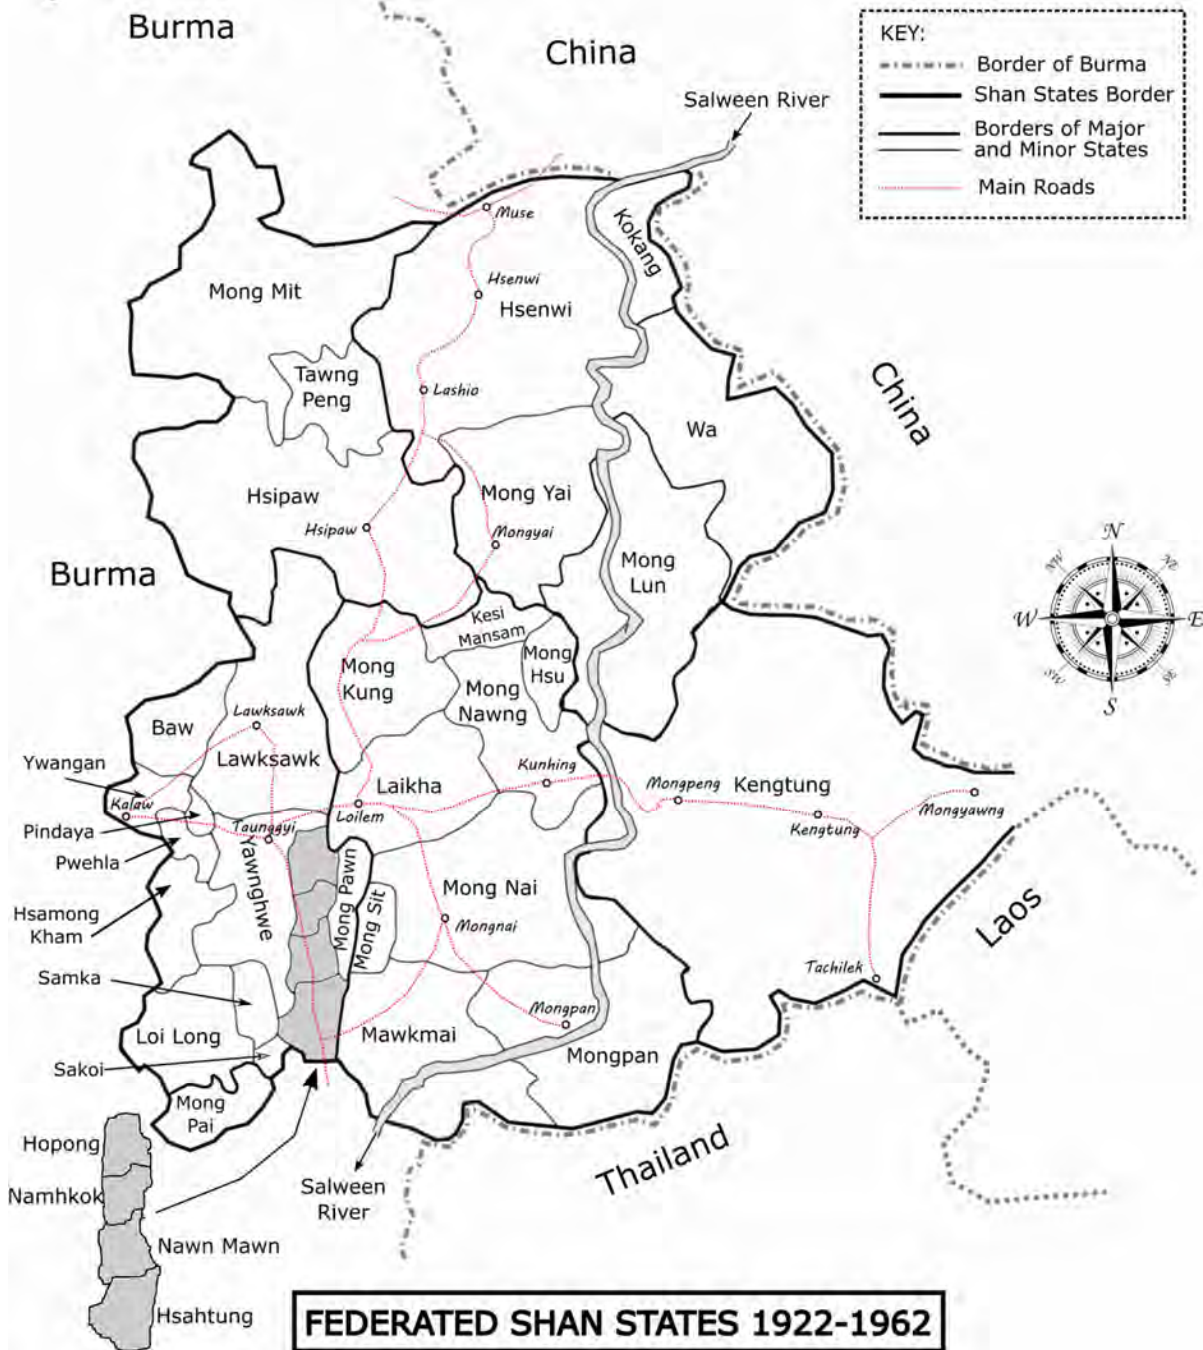 Burma
China
Salween River
KEY:
Border of Burma
Shan States Border
Borders of Major
and Minor States
Main Roads
Muse
Kokang
Hsenwi
Hsenwi
Mong Mit
Tawng
Peng
Lashio
China
Wa
Hsipaw
Mong Yai
Hsipaw
Mongyai
Burma
Mong
Lun
N
NE
E
SE
S
SW
W
NW
Kesi
Mansam
Mong
Hsu
Mong
Kung
Mong
Nawng
Baw
Lawksawk
Lawksawk
Ywangan
Kalaw
Laikha
Loilem
Kunhing
Mongpeng
Kengtung
Kengtung
Mongyawng
Pindaya
Pwehla
Taunggyi
Yawnghwe
Mong Pawn
Mong Sit
Mong Nai
Mongnai
Hsamong
Kham
Samka
Laos
Tachilek
Loi Long
Mawkmai
Mongpan
Mongpan
Sakoi
Mong
Pai
Thailand
Hopong
Namhkok
Nawn Mawn
Hsahtung
Salween
River
FEDERATED SHAN STATES 1922-1962